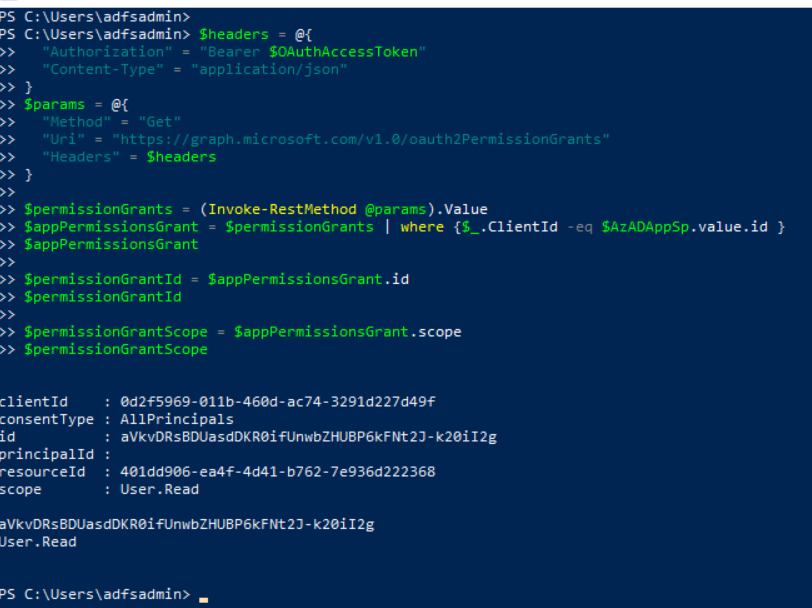 PS C:\Users\adfsadmin>
PS C:\Users\adfsadmin> $headers = @{
>>   "Authorization" = "Bearer $OAuthAccessToken"
>>   "Content-Type" = "application/json"
>> }
>> $params = @{
>>   "Method" = "Get"
>>   "Uri" = "https://graph.microsoft.com/v1.0/oauth2PermissionGrants"
>>   "Headers" = $headers
>> }
>>
>> $permissionGrants = (Invoke-RestMethod @params).Value
>> $appPermissionsGrant = $permissionGrants | where {$_.ClientId -eq $AzADAppSp.value.id }
>> $appPermissionsGrant
>>
>> $permissionGrantId = $appPermissionsGrant.id
>> $permissionGrantId
>>
>> $permissionGrantScope = $appPermissionsGrant.scope
>> $permissionGrantScope
clientId    : 0d2f5969-011b-460d-ac74-3291d227d49f
consentType : AllPrincipals
id          : aVkvDRsBDUasdDKR0ifUnwbZHUBP6kFNt2J-k20iI2g
principalId :
resourceId  : 401dd906-ea4f-4d41-b762-7e936d222368
scope       : User.Read
aVkvDRsBDUasdDKR0ifUnwbZHUBP6kFNt2J-k20iI2g
User.Read
PS C:\Users\adfsadmin>